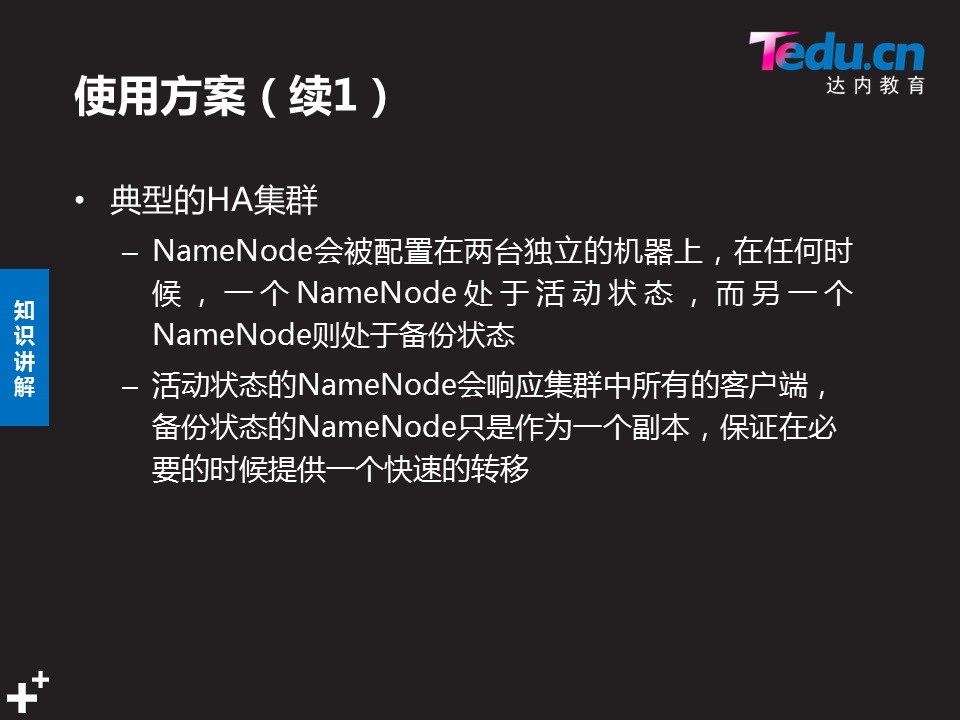 Tedu.cn
达内教育
使用方案（续1）
• 典型的HA集群
– NameNode会被配置在两台独立的机器上，在任何时
候，一个NameNode处于活动状态，而另一个
NameNode则处于备份状态
– 活动状态的NameNode会响应集群中所有的客户端，
备份状态的NameNode只是作为一个副本，保证在必
要的时候提供一个快速的转移
知
识
讲
解